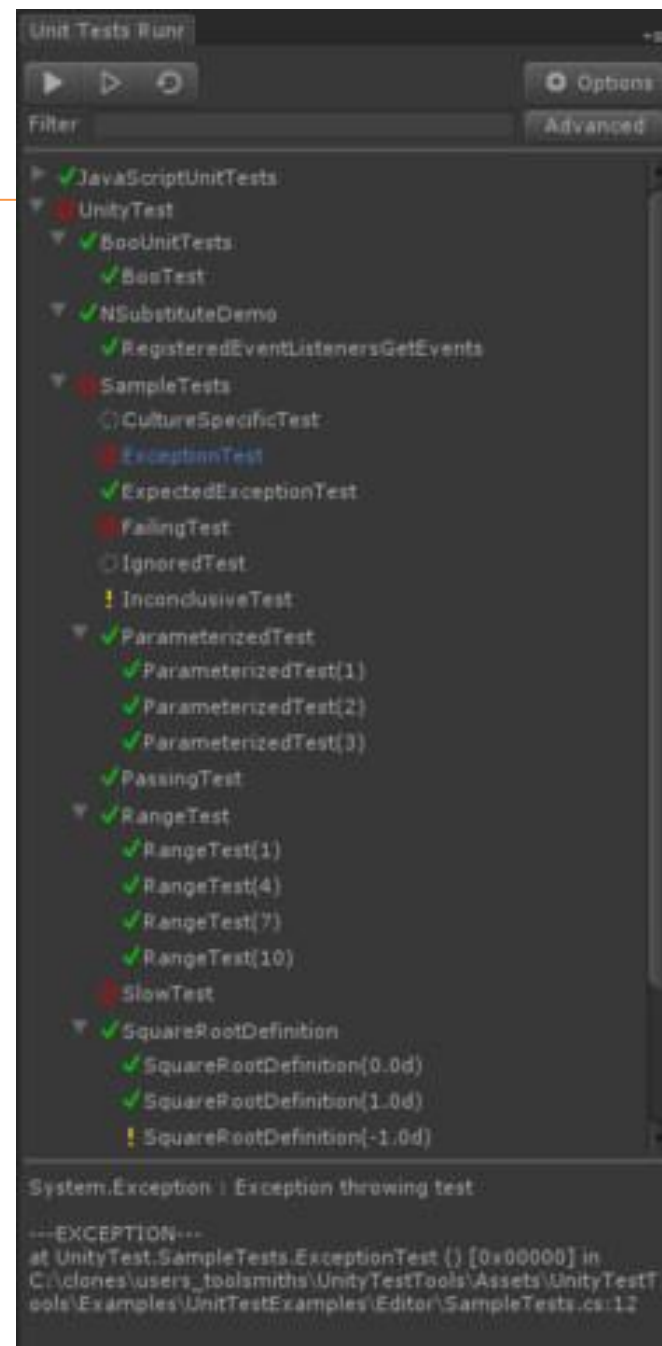 Unit Tests Runr
Options
Filter
Advanced
JavaScriptUnitTests
UnityTest
BooUnitTests
BooTest
NSubstituteDemo
RegisteredEventListenersGetEvents
SampleTests
CultureSpecificTest
ExceptionTest
ExpectedExceptionTest
FailingTest
IgnoredTest
InconclusiveTest
ParameterizedTest
ParameterizedTest(1)
ParameterizedTest(2)
ParameterizedTest(3)
PassingTest
RangeTest
RangeTest(1)
RangeTest(4)
RangeTest(7)
RangeTest(10)
SlowTest
SquareRootDefinition
SquareRootDefinition(0.0d)
SquareRootDefinition(1.0d)
SquareRootDefinition(-1.0d)
System.Exception : Exception throwing test
---EXCEPTION---
at UnityTest.SampleTests.ExceptionTest () [0x00000] in
C:\clones\users_toolsmiths\UnityTestTools\Assets\UnityTestT
ools\Examples\UnitTestExamples\Editor\SampleTests.cs:12